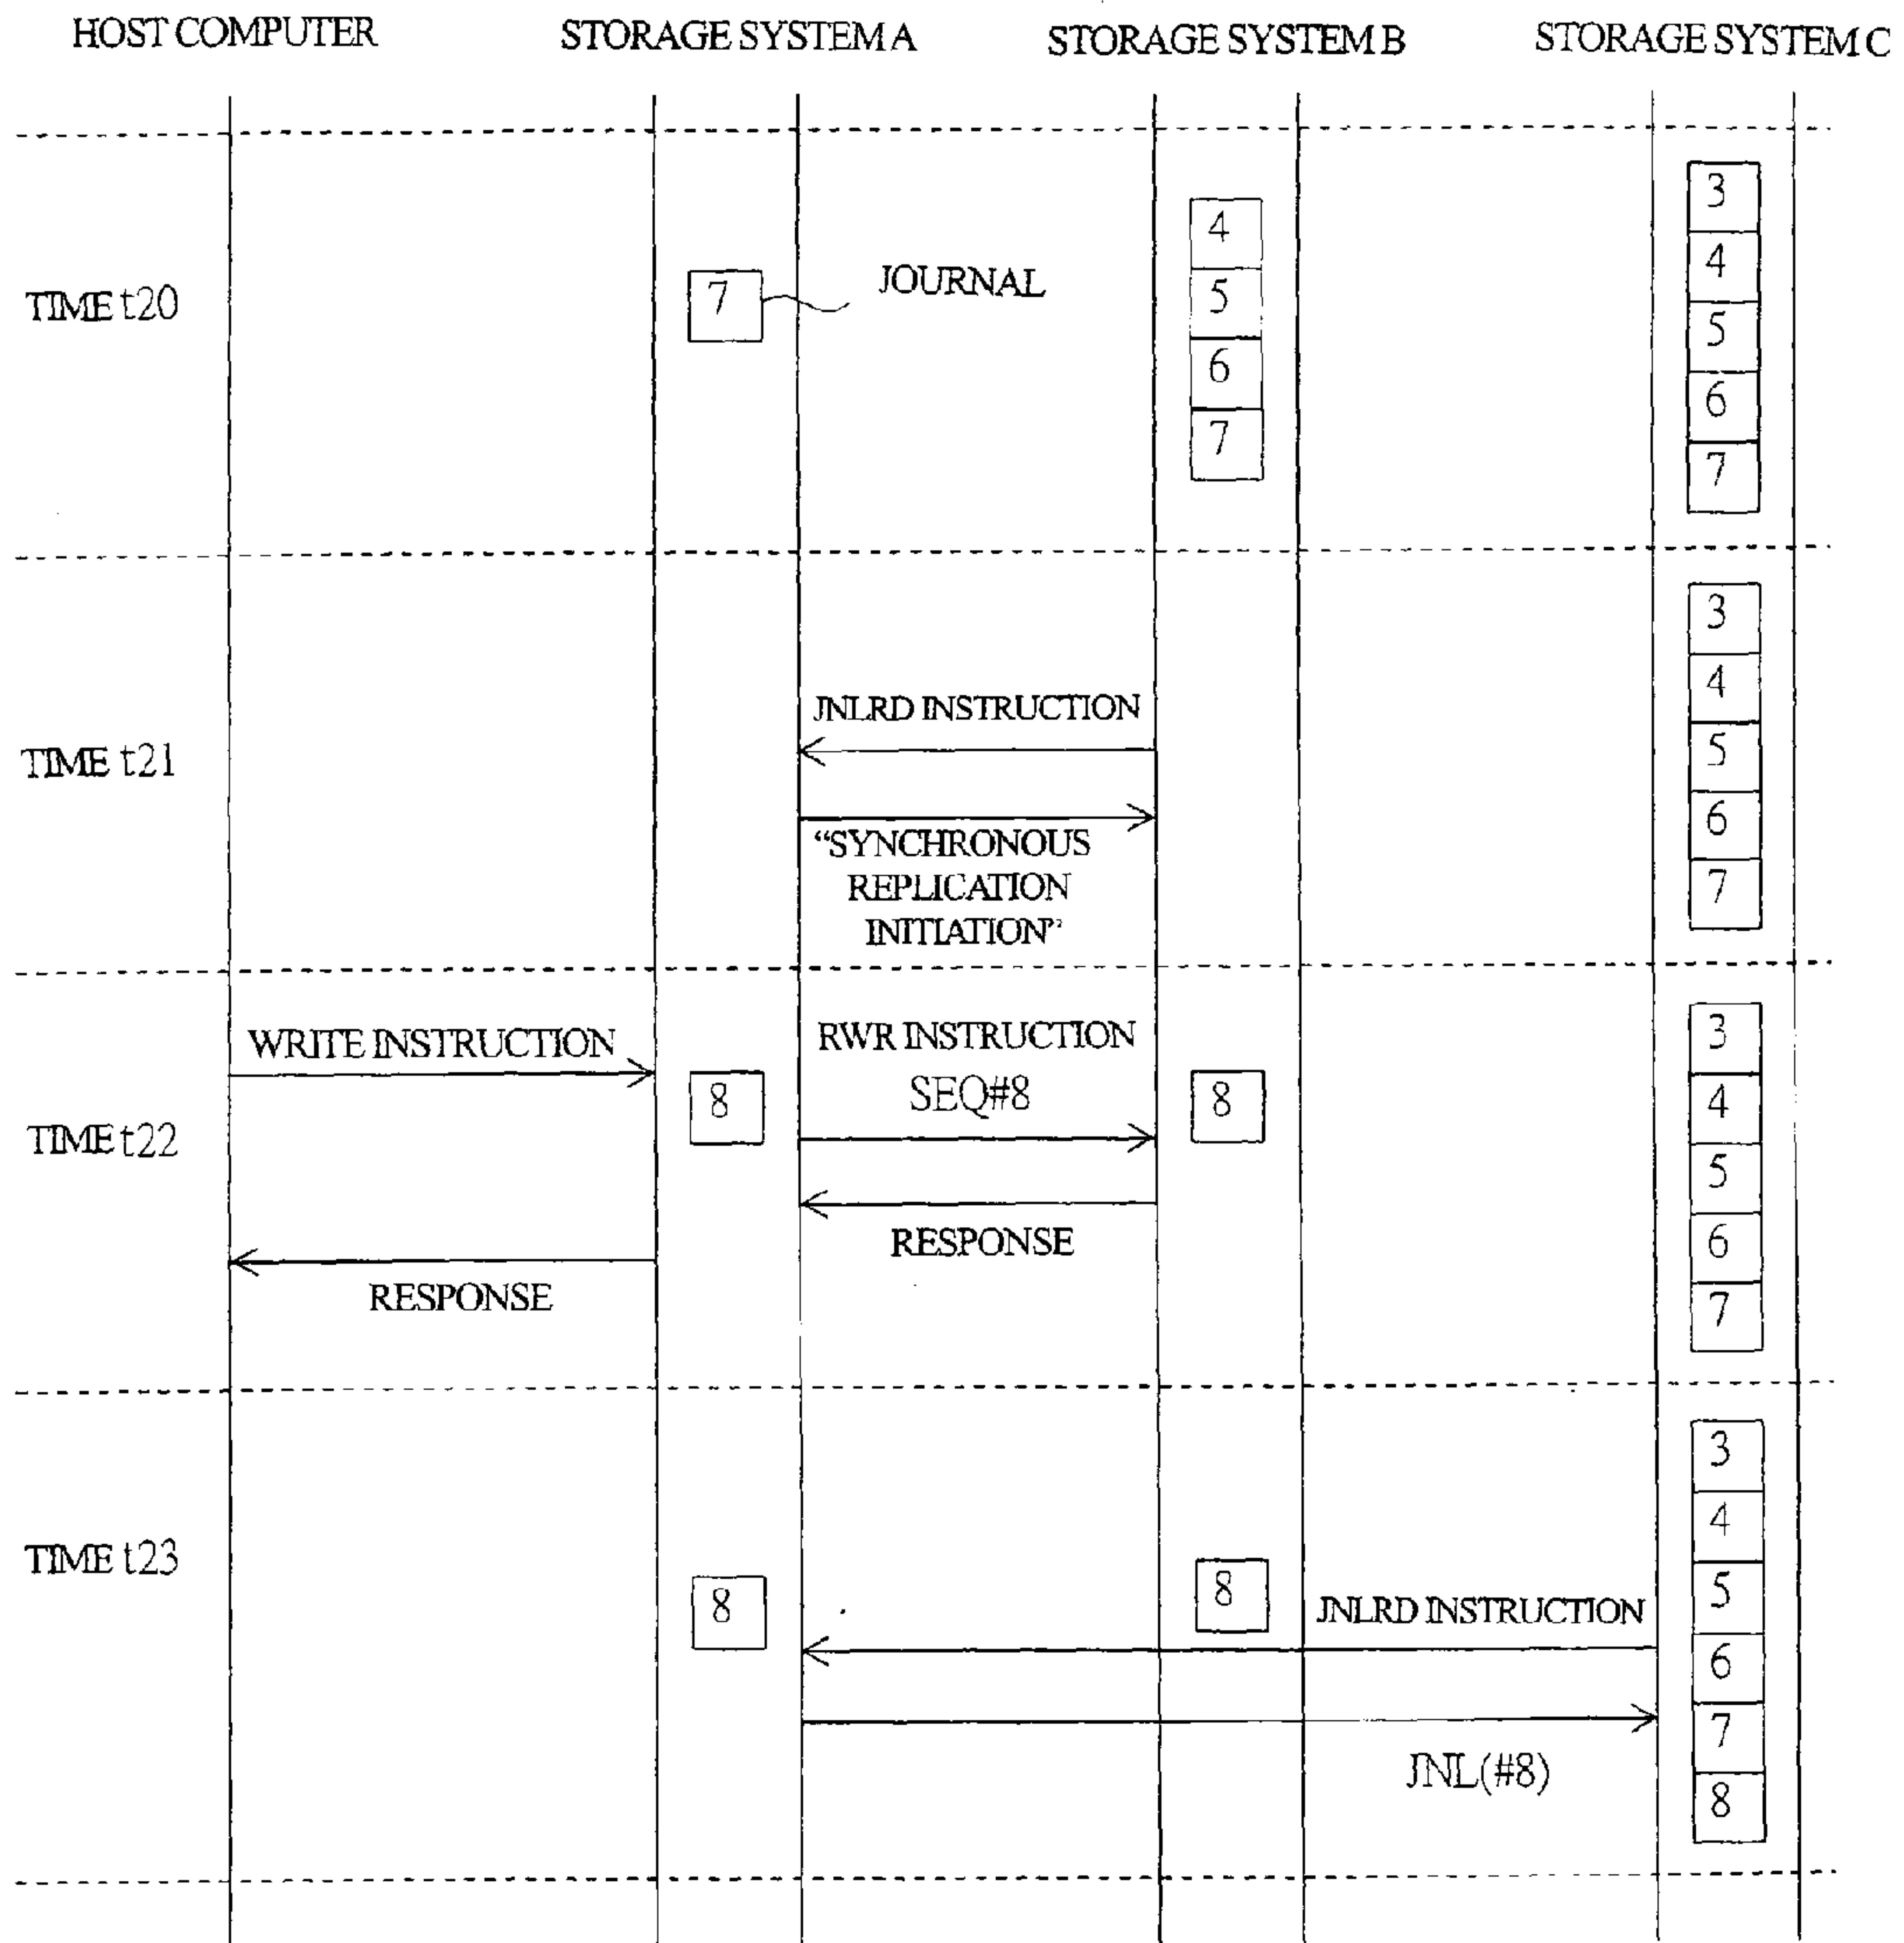 HOST COMPUTER
STORAGE SYSTEM A
STORAGE SYSTEM B
STORAGE SYSTEM C
TIME t20
7
JOURNAL
4
5
6
7
3
4
5
6
7
TIME t21
JNLRD INSTRUCTION
“SYNCHRONOUS
REPLICATION
INITIATION”
3
4
5
6
7
TIME t22
WRITE INSTRUCTION
8
RWR INSTRUCTION
SEQ#8
8
RESPONSE
RESPONSE
3
4
5
6
7
TIME t23
8
8
JNLRD INSTRUCTION
JNL(#8)
3
4
5
6
7
8